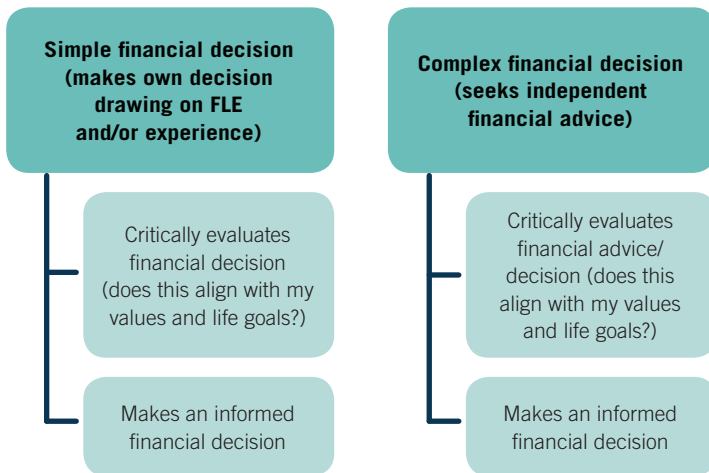 Simple financial decision
(makes own decision
drawing on FLE
and/or experience)
Critically evaluates
financial decision
(does this align with my
values and life goals?)
Makes an informed
financial decision
Complex financial decision
(seeks independent
financial advice)
Critically evaluates
financial advice/
decision (does this
align with my values
and life goals?)
Makes an informed
financial decision